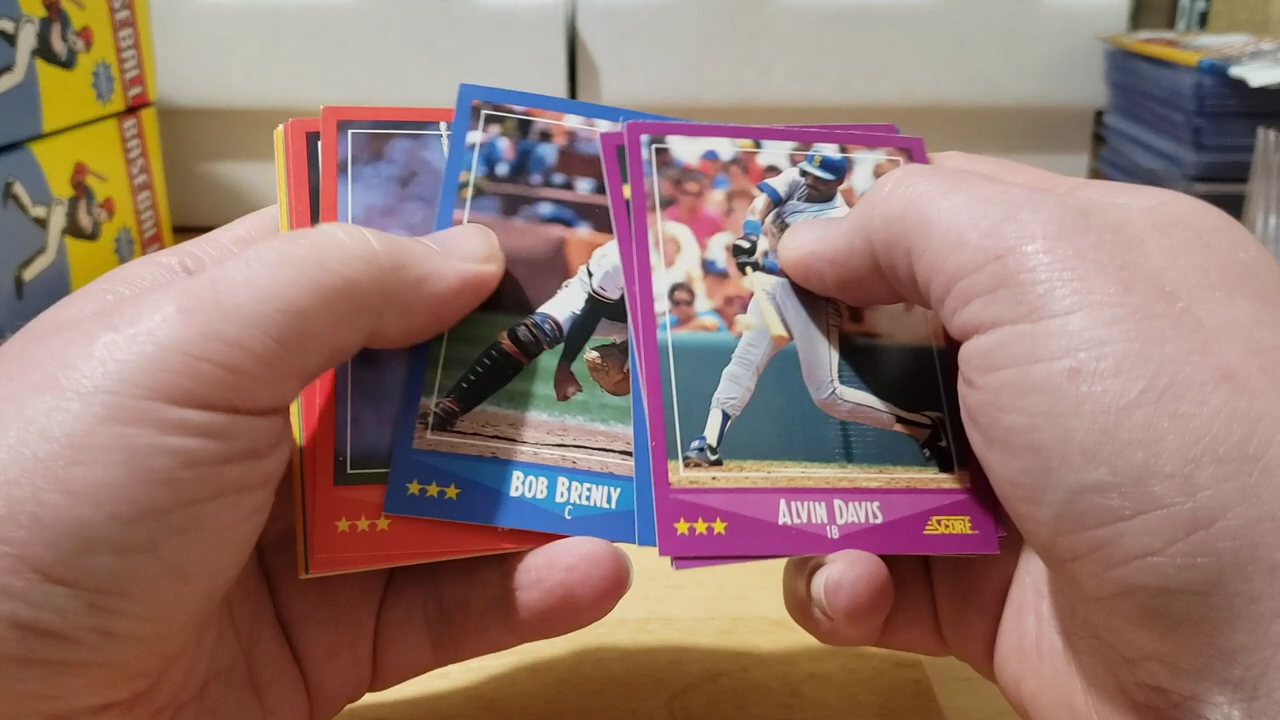 BASEBALL
BASEBALL
BOB BRENLY
C
ALVIN DAVIS
1B
SCORE